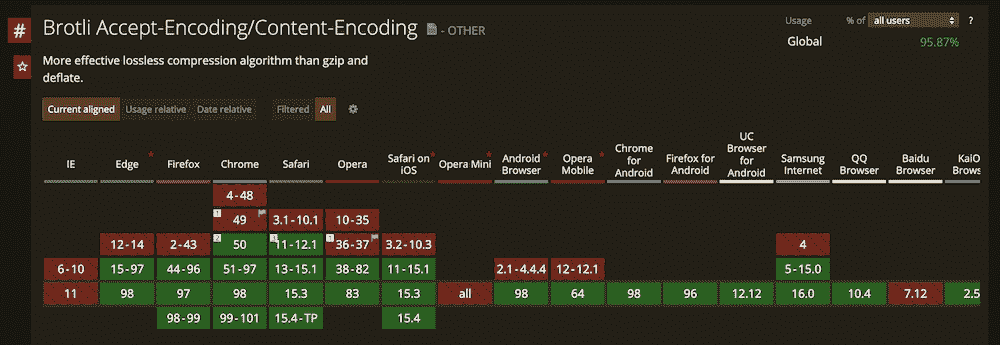 #
Brotli Accept-Encoding/Content-Encoding - OTHER
Usage % of all users ?
Global 95.87%
More effective lossless compression algorithm than gzip and
deflate.
Current aligned Usage relative Date relative Filtered All
IE Edge * Firefox Chrome Safari Opera Safari on iOS * Opera Mini * Android Browser * Opera Mobile * Chrome for Android Firefox for Android UC Browser for Android Samsung Internet QQ Browser Baidu Browser KaiO Brows
4-48
1 49 3.1-10.1 10-35
12-14 2-43 2 50 3 11-12.1 1 36-37 3.2-10.3 4
6-10 15-97 44-96 51-97 13-15.1 38-82 11-15.1 2.1-4.4.4 12-12.1 5-15.0
11 98 97 98 15.3 83 15.3 all 98 64 98 96 12.12 16.0 10.4 7.12 2.5
98-99 99-101 15.4-TP 15.4